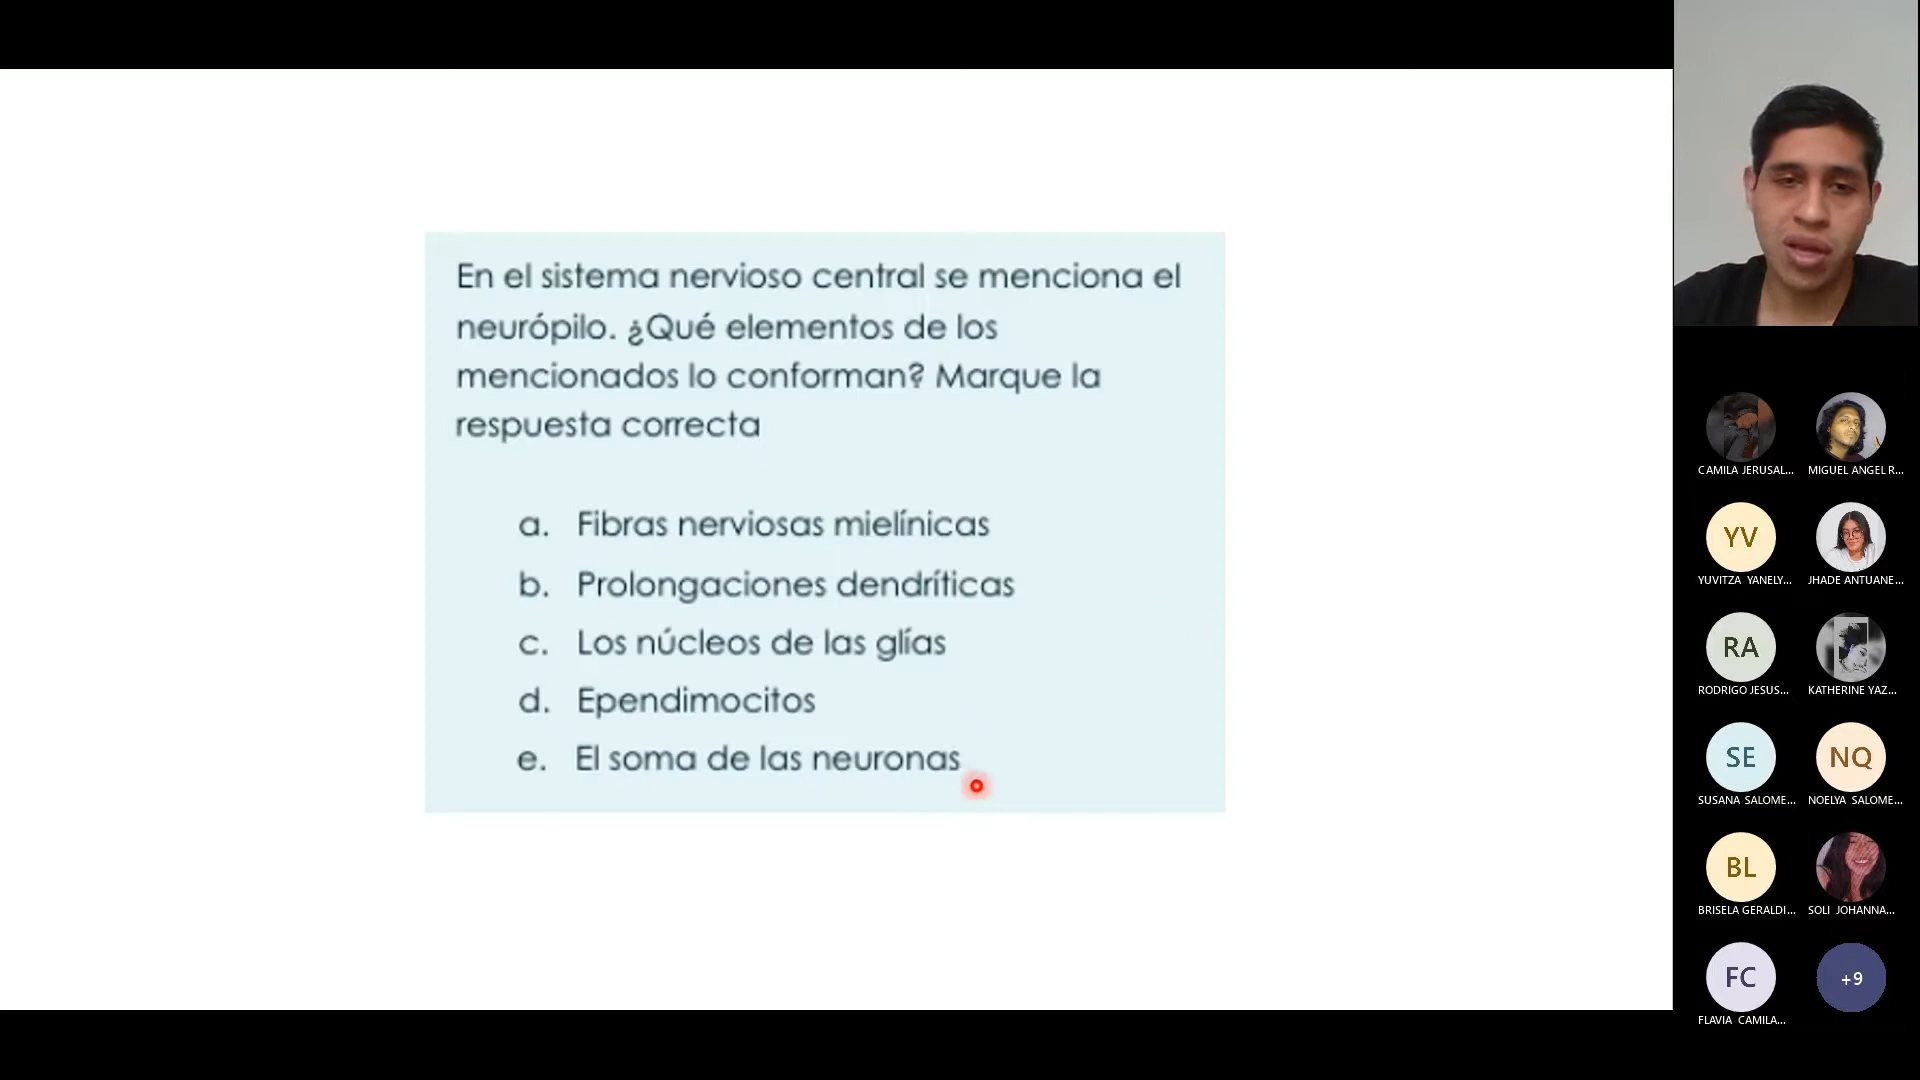 En el sistema nervioso central se menciona el
neurópilo. ¿Qué elementos de los
mencionados lo conforman? Marque la
respuesta correcta
a. Fibras nerviosas mielínicas
b. Prolongaciones dendríticas
c. Los núcleos de las glías
d. Ependimocitos
e. El soma de las neuronas
CAMILA JERUSAL... MIGUEL ANGEL R...
YV
YUVITZA YANELY... JHADE ANTUANE...
RA
RODRIGO JESUS... KATHERINE YAZ...
SE NQ
SUSANA SALOME... NOELYA SALOME...
BL
BRISELA GERALDI... SOLI JOHANNA...
FC +9
FLAVIA CAMILA...